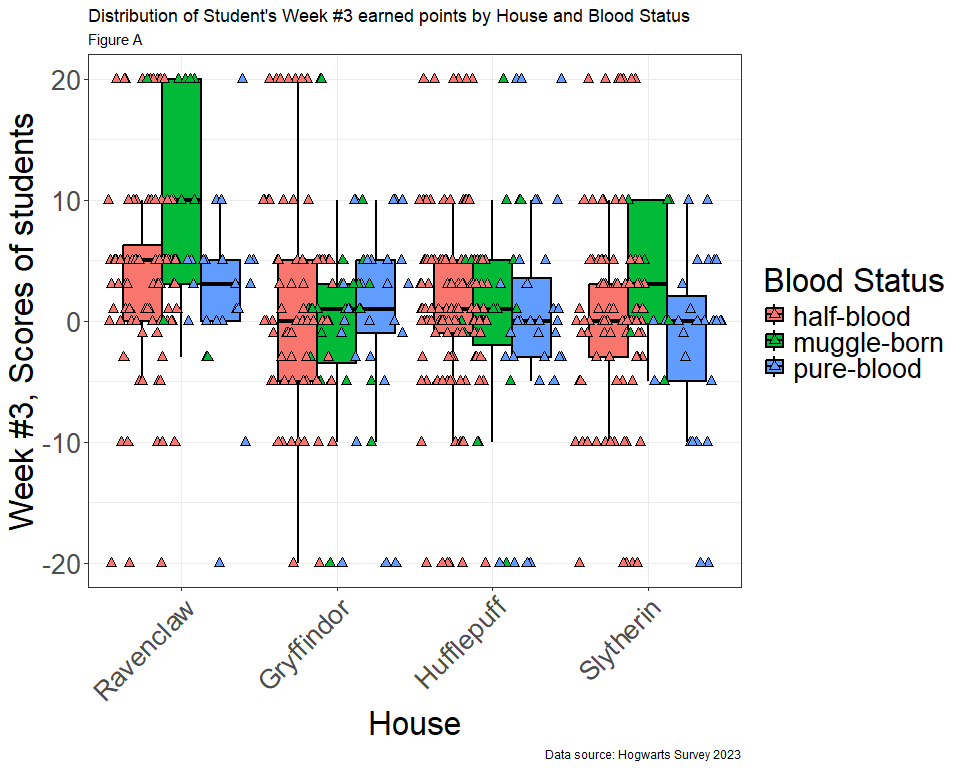 Distribution of Student's Week #3 earned points by House and Blood Status
Figure A
Week #3, Scores of students
20
10
0
-10
-20
Ravenclaw
Gryffindor
Hufflepuff
Slytherin
House
Blood Status
half-blood
muggle-born
pure-blood
Data source: Hogwarts Survey 2023